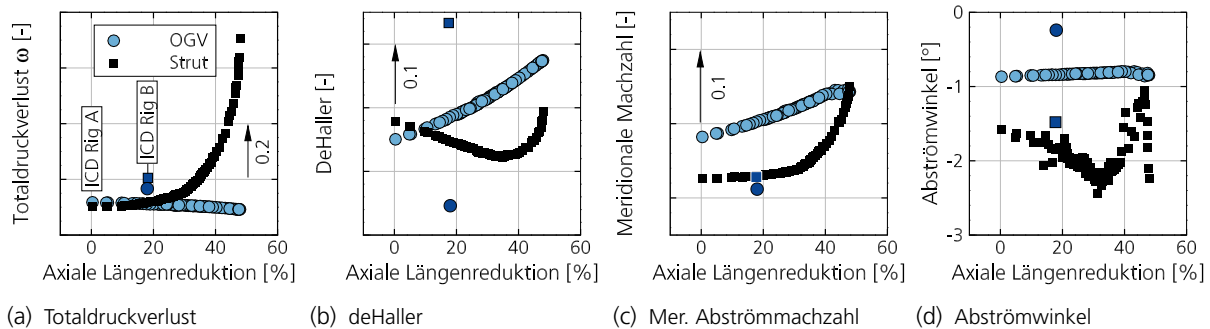 Totaldruckverlust ω [-]
OGV
Strut
ICD Rig A
ICD Rig B
0.2
0 20 40 60
Axiale Längenreduktion [%]
(a) Totaldruckverlust
DeHaller [-]
0.1
0 20 40 60
Axiale Längenreduktion [%]
(b) deHaller
Meridionale Machzahl [-]
0.1
0 20 40 60
Axiale Längenreduktion [%]
(c) Mer. Abströmmachzahl
Abströmwinkel [°]
0
-1
-2
-3
0 20 40 60
Axiale Längenreduktion [%]
(d) Abströmwinkel